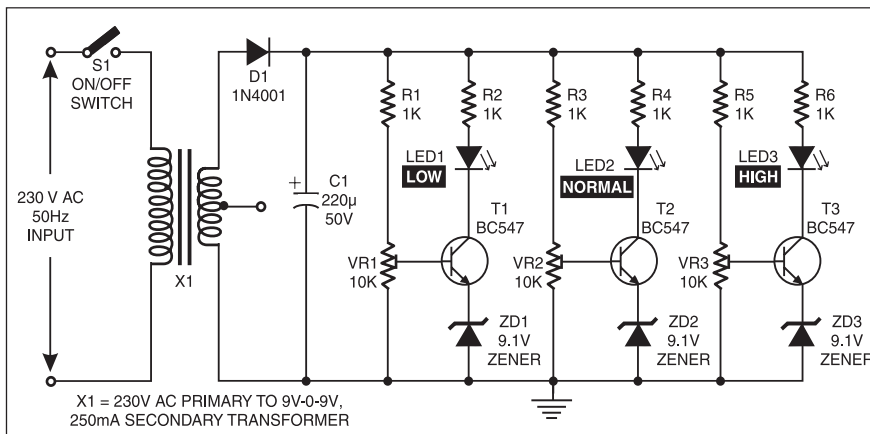 S1
ON/OFF
SWITCH
230 V AC
50Hz
INPUT
X1
D1
1N4001
+
C1
220µ
50V
R1
1K
R2
1K
R3
1K
R4
1K
R5
1K
R6
1K
LED1
LOW
LED2
NORMAL
LED3
HIGH
T1
BC547
T2
BC547
T3
BC547
VR1
10K
VR2
10K
VR3
10K
ZD1
9.1V
ZENER
ZD2
9.1V
ZENER
ZD3
9.1V
ZENER
X1 = 230V AC PRIMARY TO 9V-0-9V,
250mA SECONDARY TRANSFORMER